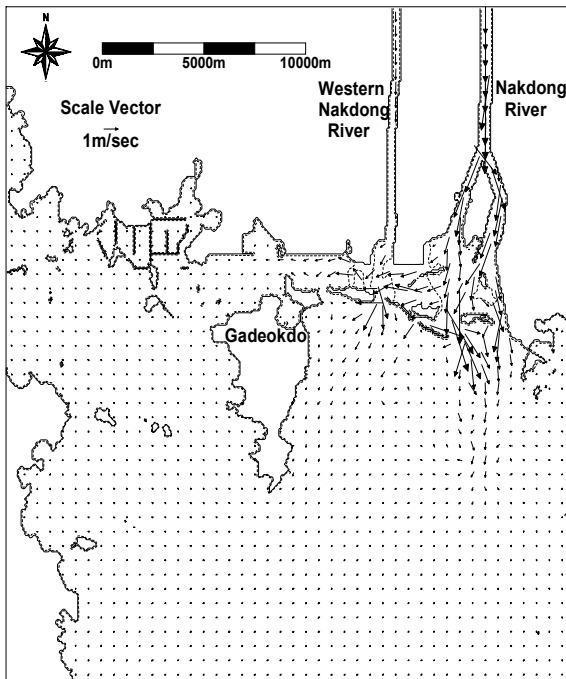 N
0m 5000m 10000m
Scale Vector
1m/sec
Western
Nakdong
River
Nakdong
River
Gadeokdo